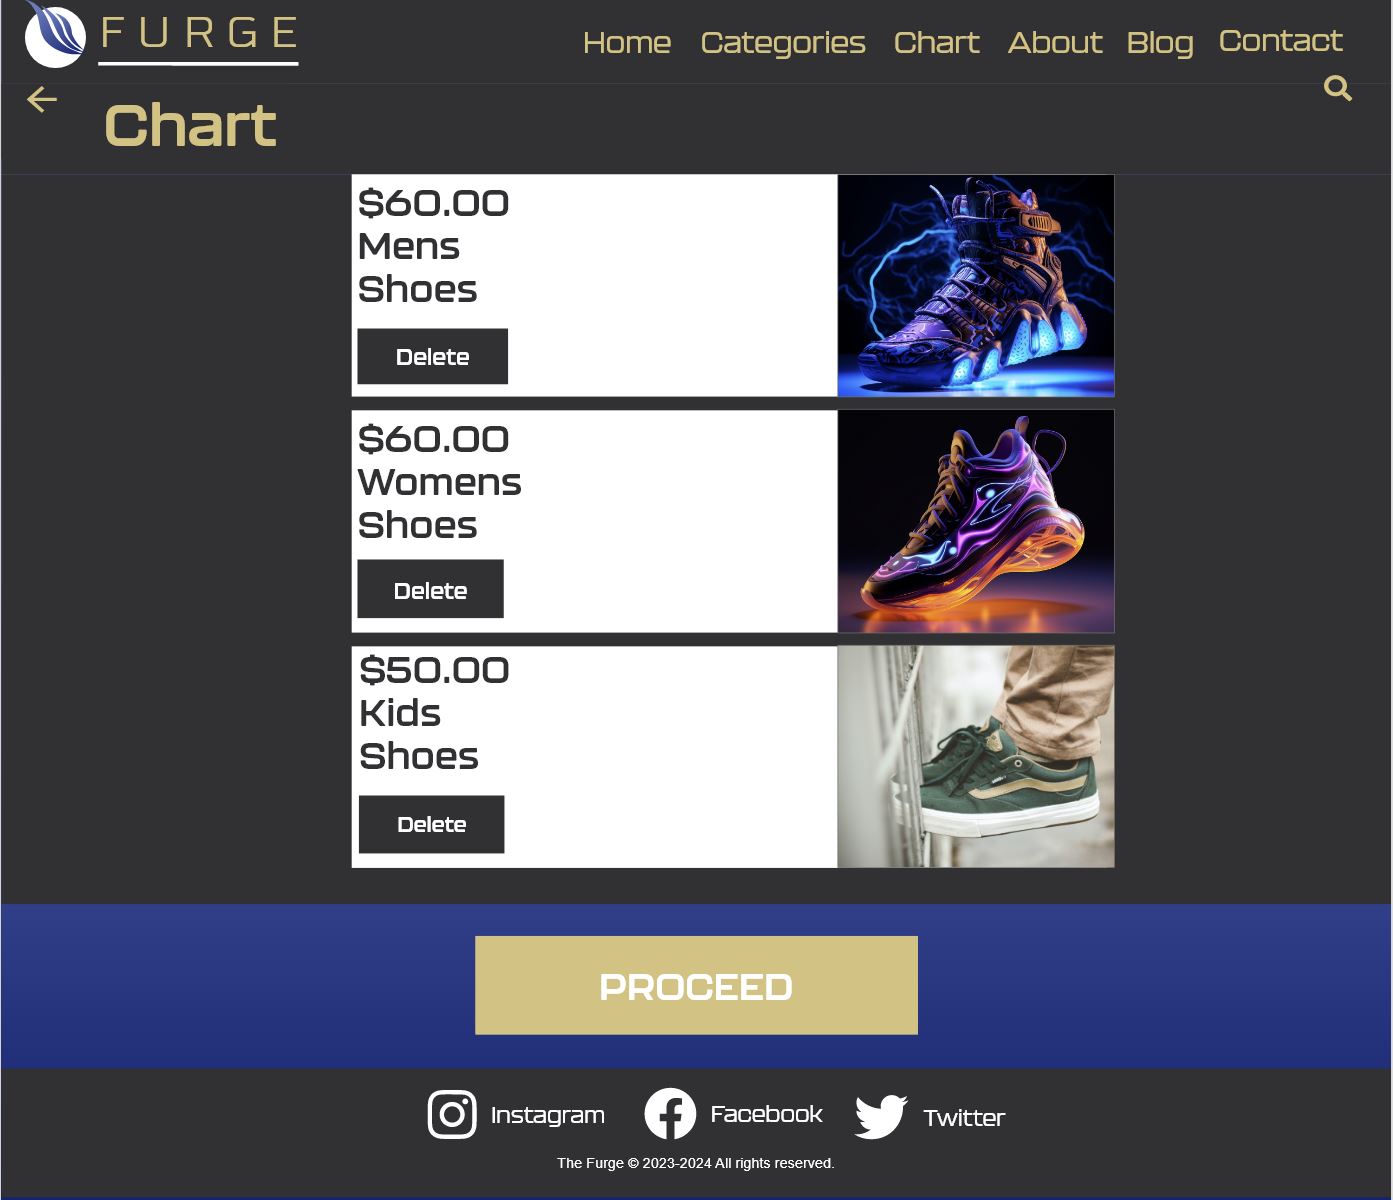 FURGE
Home Categories Chart About Blog Contact
Chart
$60.00
Mens
Shoes
Delete
$60.00
Womens
Shoes
Delete
$50.00
Kids
Shoes
Delete
PROCEED
Instagram Facebook Twitter
The Furge © 2023-2024 All rights reserved.